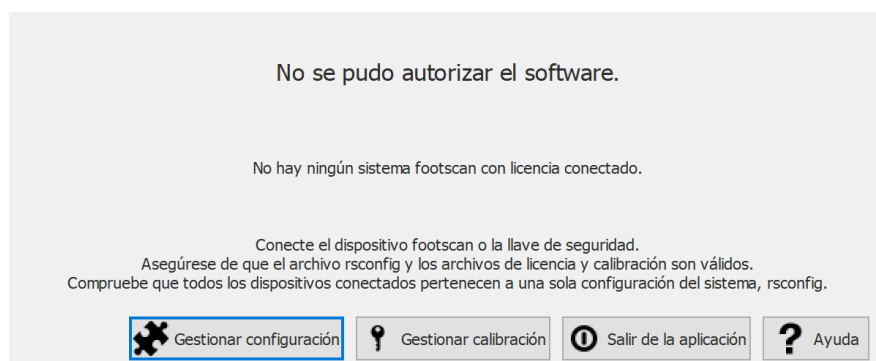 No se pudo autorizar el software.
No hay ningún sistema footscan con licencia conectado.
Conecte el dispositivo footscan o la llave de seguridad.
Asegúrese de que el archivo rsconfig y los archivos de licencia y calibración son válidos.
Compruebe que todos los dispositivos conectados pertenecen a una sola configuración del sistema, rsconfig.
Gestionar configuración Gestionar calibración Salir de la aplicación ? Ayuda